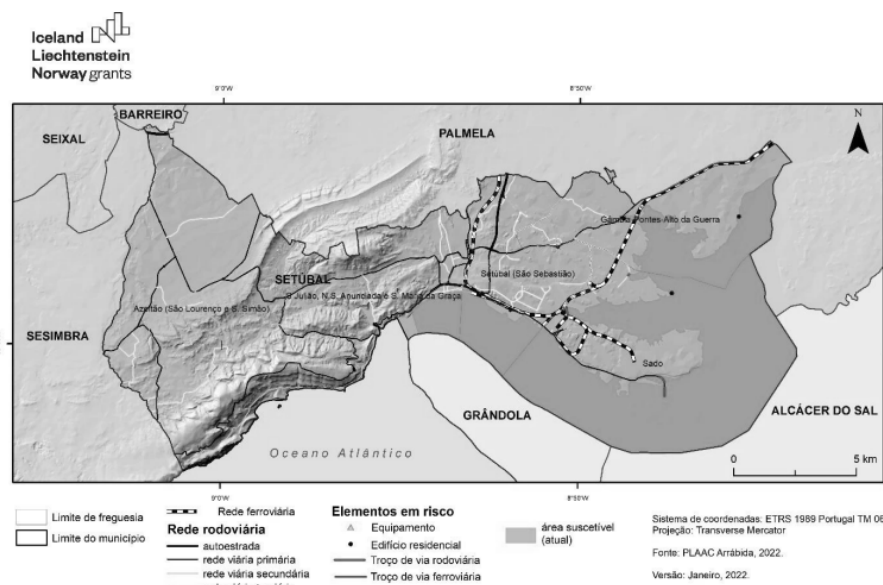 Iceland
Liechtenstein
Norway grants
9°0'W
8°50'W
BARREIRO
SEIXAL
PALMELA
N
Gâmbia-Pontes-Alto da Guerra
SETÚBAL
Setúbal (São Sebastião)
S. Julião, N.S. Anunciada e S. Maria da Graça
Azeitão (São Lourenço e S. Simão)
SESIMBRA
Sado
GRÂNDOLA
ALCÁCER DO SAL
Oceano Atlântico
0 5 km
9°0'W
8°50'W
Limite de freguesia
Limite do município
Rede ferroviária
Rede rodoviária
autoestrada
rede viária primária
rede viária secundária
Elementos em risco
Equipamento
Edifício residencial
Troço de via rodoviária
Troço de via ferroviária
área suscetível
(atual)
Sistema de coordenadas: ETRS 1989 Portugal TM 06
Projeção: Transverse Mercator
Fonte: PLAAC Arrábida, 2022.
Versão: Janeiro, 2022.